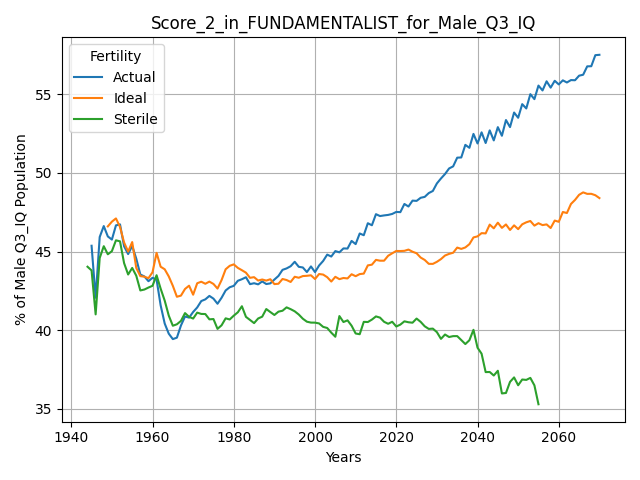 Score_2_in_FUNDAMENTALIST_for_Male_Q3_IQ
Fertility
Actual
Ideal
Sterile
% of Male Q3_IQ Population
55
50
45
40
35
1940
1960
1980
2000
2020
2040
2060
Years